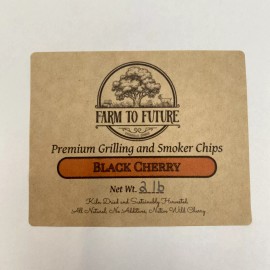 FARM TO FUTURE
Premium Grilling and Smoker Chips
BLACK CHERRY
Net Wt. 2 lb
Kiln Dried and Sustainably Harvested
All Natural, No Additives, Native Wild Cherry